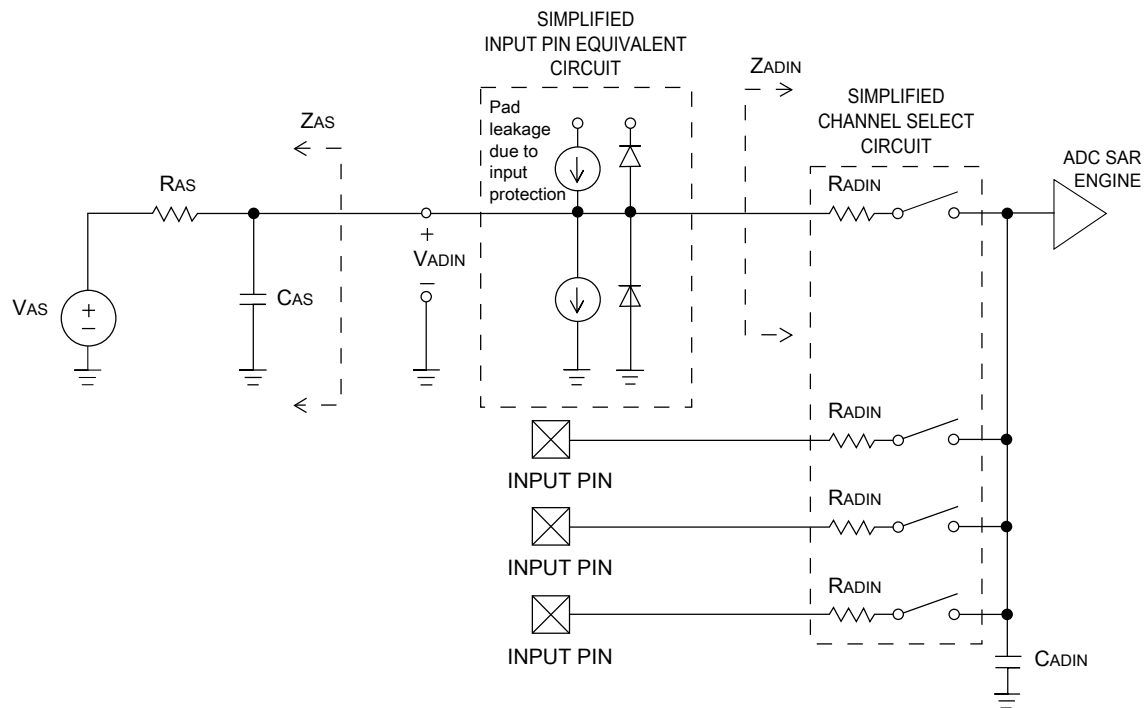 SIMPLIFIED
INPUT PIN EQUIVALENT
CIRCUIT
ZADIN
SIMPLIFIED
CHANNEL SELECT
CIRCUIT
ZAS
Pad
leakage
due to
input
protection
ADC SAR
ENGINE
RAS
RADIN
+
VADIN
–
CAS
VAS
+
–
RADIN
INPUT PIN
RADIN
INPUT PIN
RADIN
INPUT PIN
CADIN